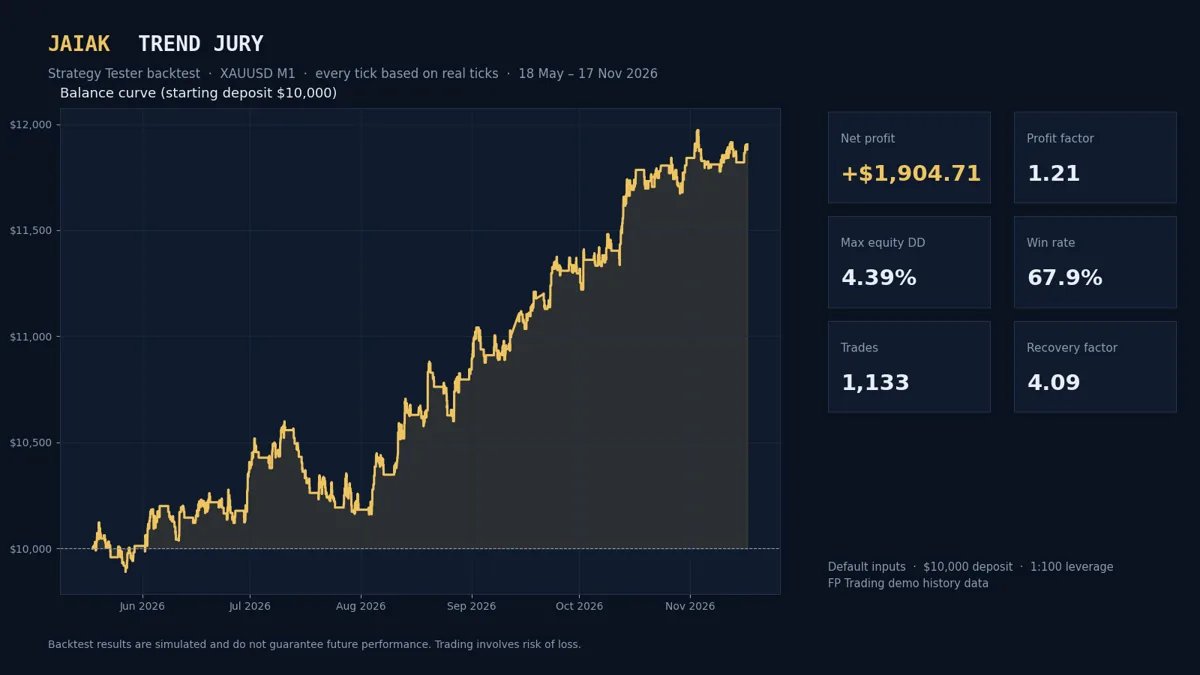 JAIAK TREND JURY
Strategy Tester backtest · XAUUSD M1 · every tick based on real ticks · 18 May – 17 Nov 2026
Balance curve (starting deposit $10,000)
$12,000
$11,500
$11,000
$10,500
$10,000
Jun 2026
Jul 2026
Aug 2026
Sep 2026
Oct 2026
Nov 2026
Net profit
+$1,904.71
Profit factor
1.21
Max equity DD
4.39%
Win rate
67.9%
Trades
1,133
Recovery factor
4.09
Default inputs · $10,000 deposit · 1:100 leverage
FP Trading demo history data
Backtest results are simulated and do not guarantee future performance. Trading involves risk of loss.